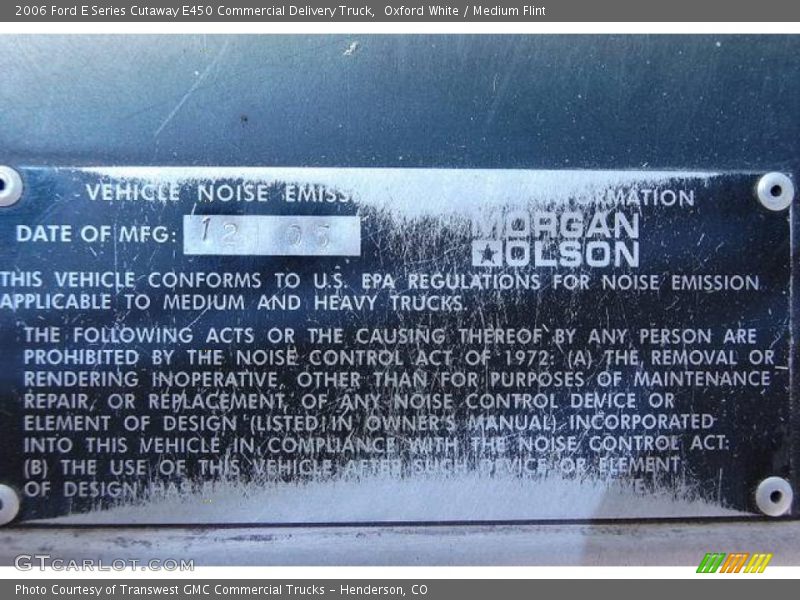 2006 Ford E Series Cutaway E450 Commercial Delivery Truck, Oxford White / Medium Flint
VEHICLE NOISE
DATE OF MFG: 12 05
MORGAN
OLSON
THIS VEHICLE CONFORMS TO U.S. EPA REGULATIONS FOR NOISE EMISSION
APPLICABLE TO MEDIUM AND HEAVY TRUCKS.
THE FOLLOWING ACTS OR THE CAUSING THEREOF BY ANY PERSON ARE
PROHIBITED BY THE NOISE CONTROL ACT OF 1972: (A) THE REMOVAL OR
RENDERING INOPERATIVE, OTHER THAN FOR PURPOSES OF MAINTENANCE
REPAIR, OR REPLACEMENT, OF ANY NOISE CONTROL DEVICE OR
ELEMENT OF DESIGN (LISTED IN OWNER'S MANUAL) INCORPORATED
INTO THIS VEHICLE IN COMPLIANCE WITH THE NOISE CONTROL ACT:
(B) THE USE OF THIS VEHICLE AFTER SUCH DEVICE OR ELEMENT
OF DESIGN
GTCARLOT.COM
Photo Courtesy of Transwest GMC Commercial Trucks - Henderson, CO